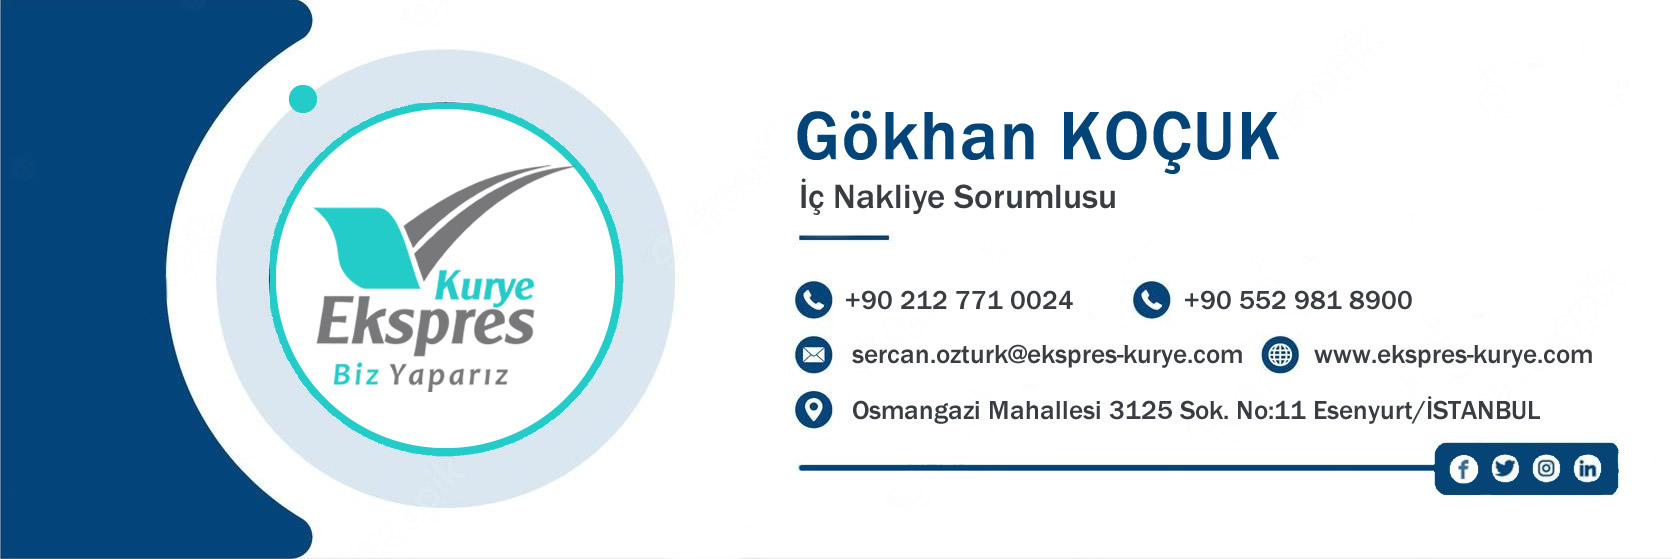 Kurye
Ekspres
Biz Yaparız
Gökhan KOÇUK
İç Nakliye Sorumlusu
+90 212 771 0024 +90 552 981 8900
sercan.ozturk@ekspres-kurye.com www.ekspres-kurye.com
Osmangazi Mahallesi 3125 Sok. No:11 Esenyurt/İSTANBUL